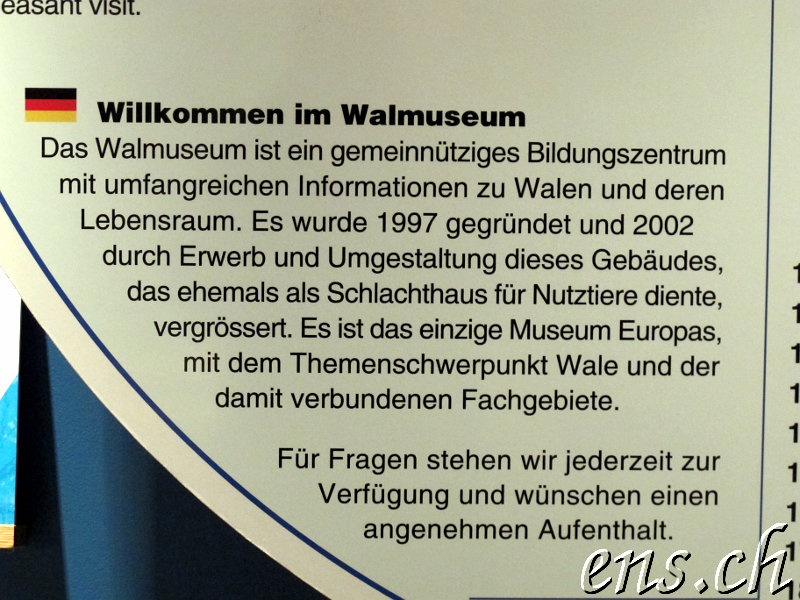 easant visit.
Willkommen im Walmuseum
Das Walmuseum ist ein gemeinnütziges Bildungszentrum
mit umfangreichen Informationen zu Walen und deren
Lebensraum. Es wurde 1997 gegründet und 2002
durch Erwerb und Umgestaltung dieses Gebäudes,
das ehemals als Schlachthaus für Nutztiere diente,
vergrössert. Es ist das einzige Museum Europas,
mit dem Themenschwerpunkt Wale und der
damit verbundenen Fachgebiete.
Für Fragen stehen wir jederzeit zur
Verfügung und wünschen einen
angenehmen Aufenthalt.
ens.ch